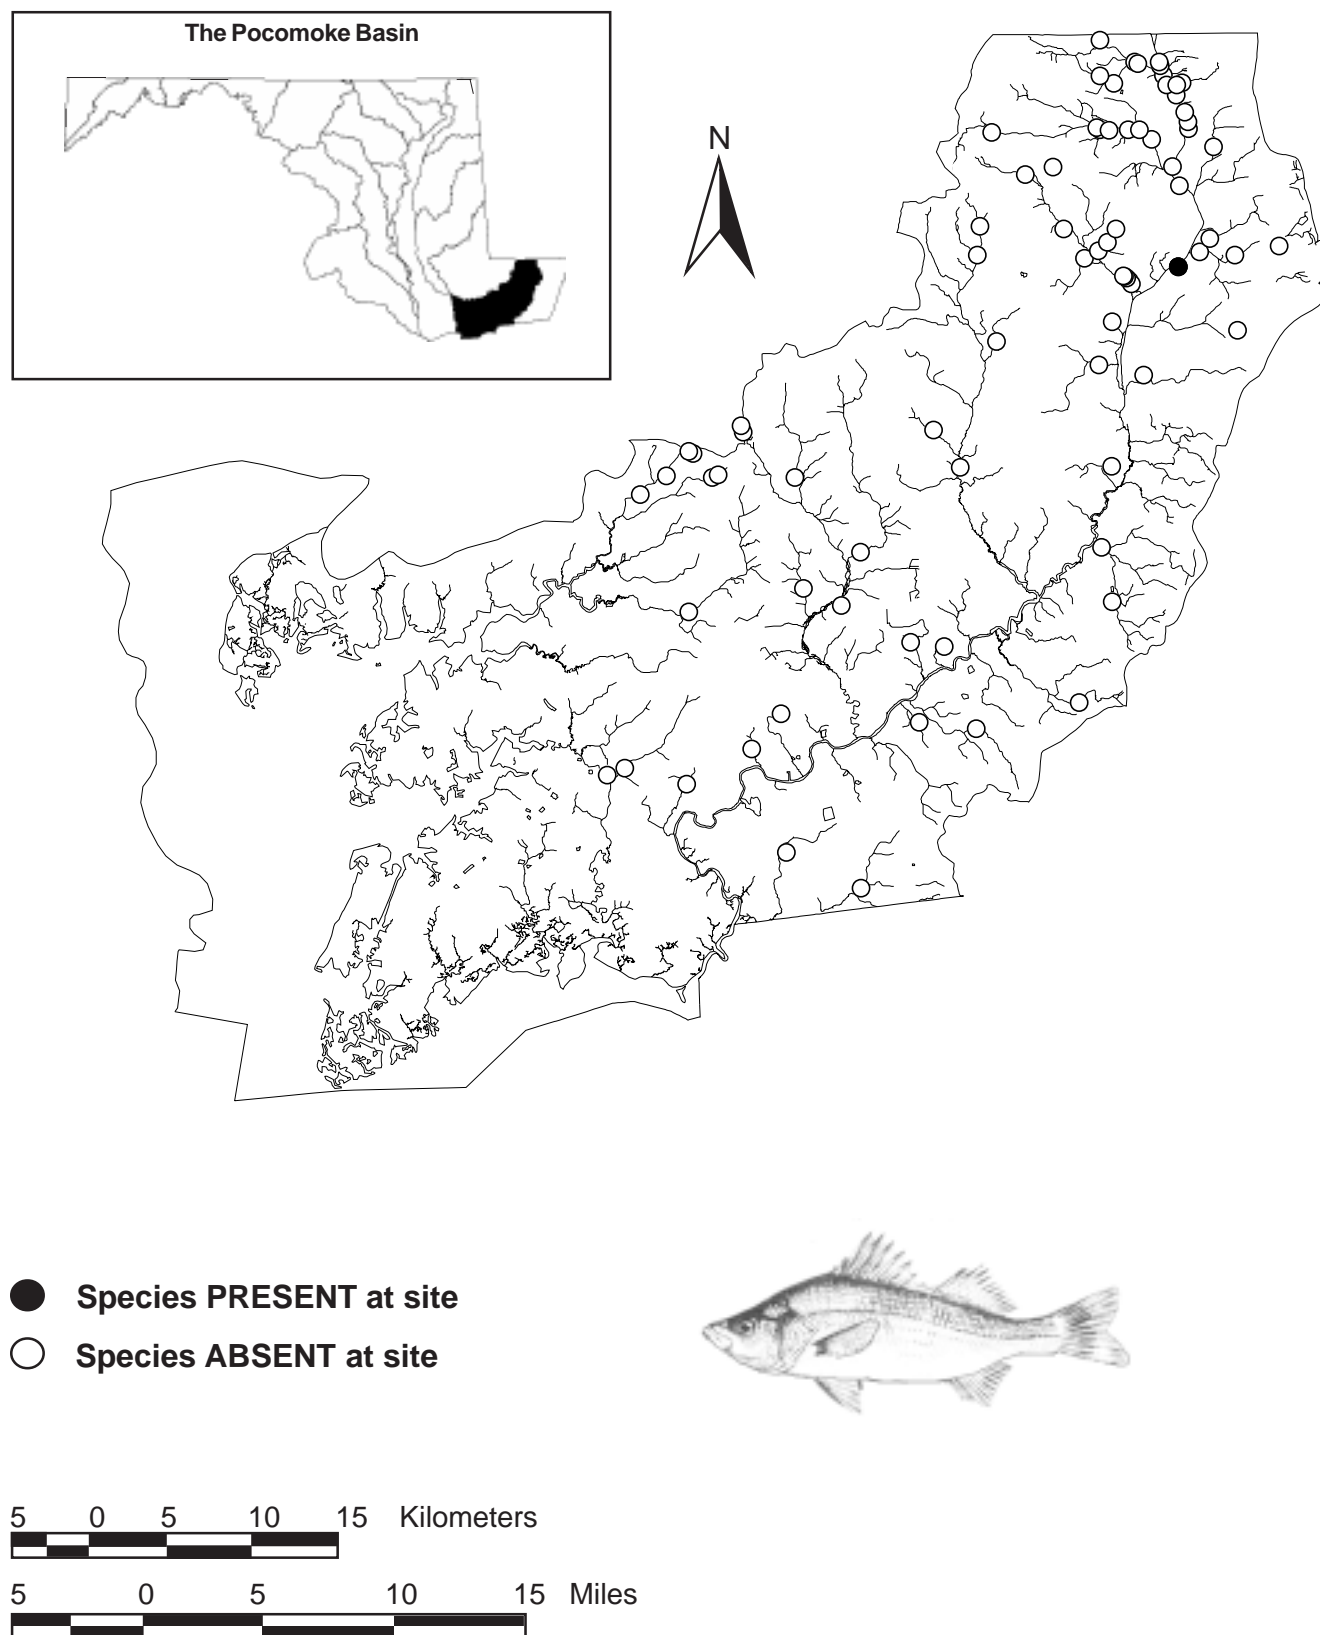 The Pocomoke Basin
N
Species PRESENT at site
Species ABSENT at site
5 0 5 10 15 Kilometers
5 0 5 10 15 Miles